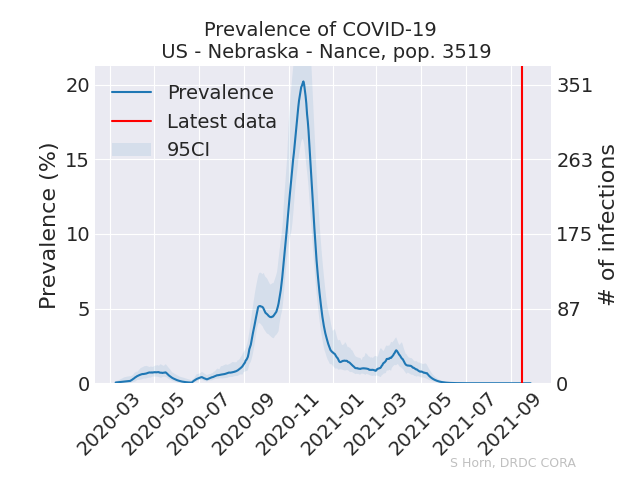 Prevalence of COVID-19
US - Nebraska - Nance, pop. 3519
Prevalence
Latest data
95CI
Prevalence (%)
20
15
10
5
0
351
263
175
87
0
# of infections
2020-03
2020-05
2020-07
2020-09
2020-11
2021-01
2021-03
2021-05
2021-07
2021-09
S Horn, DRDC CORA